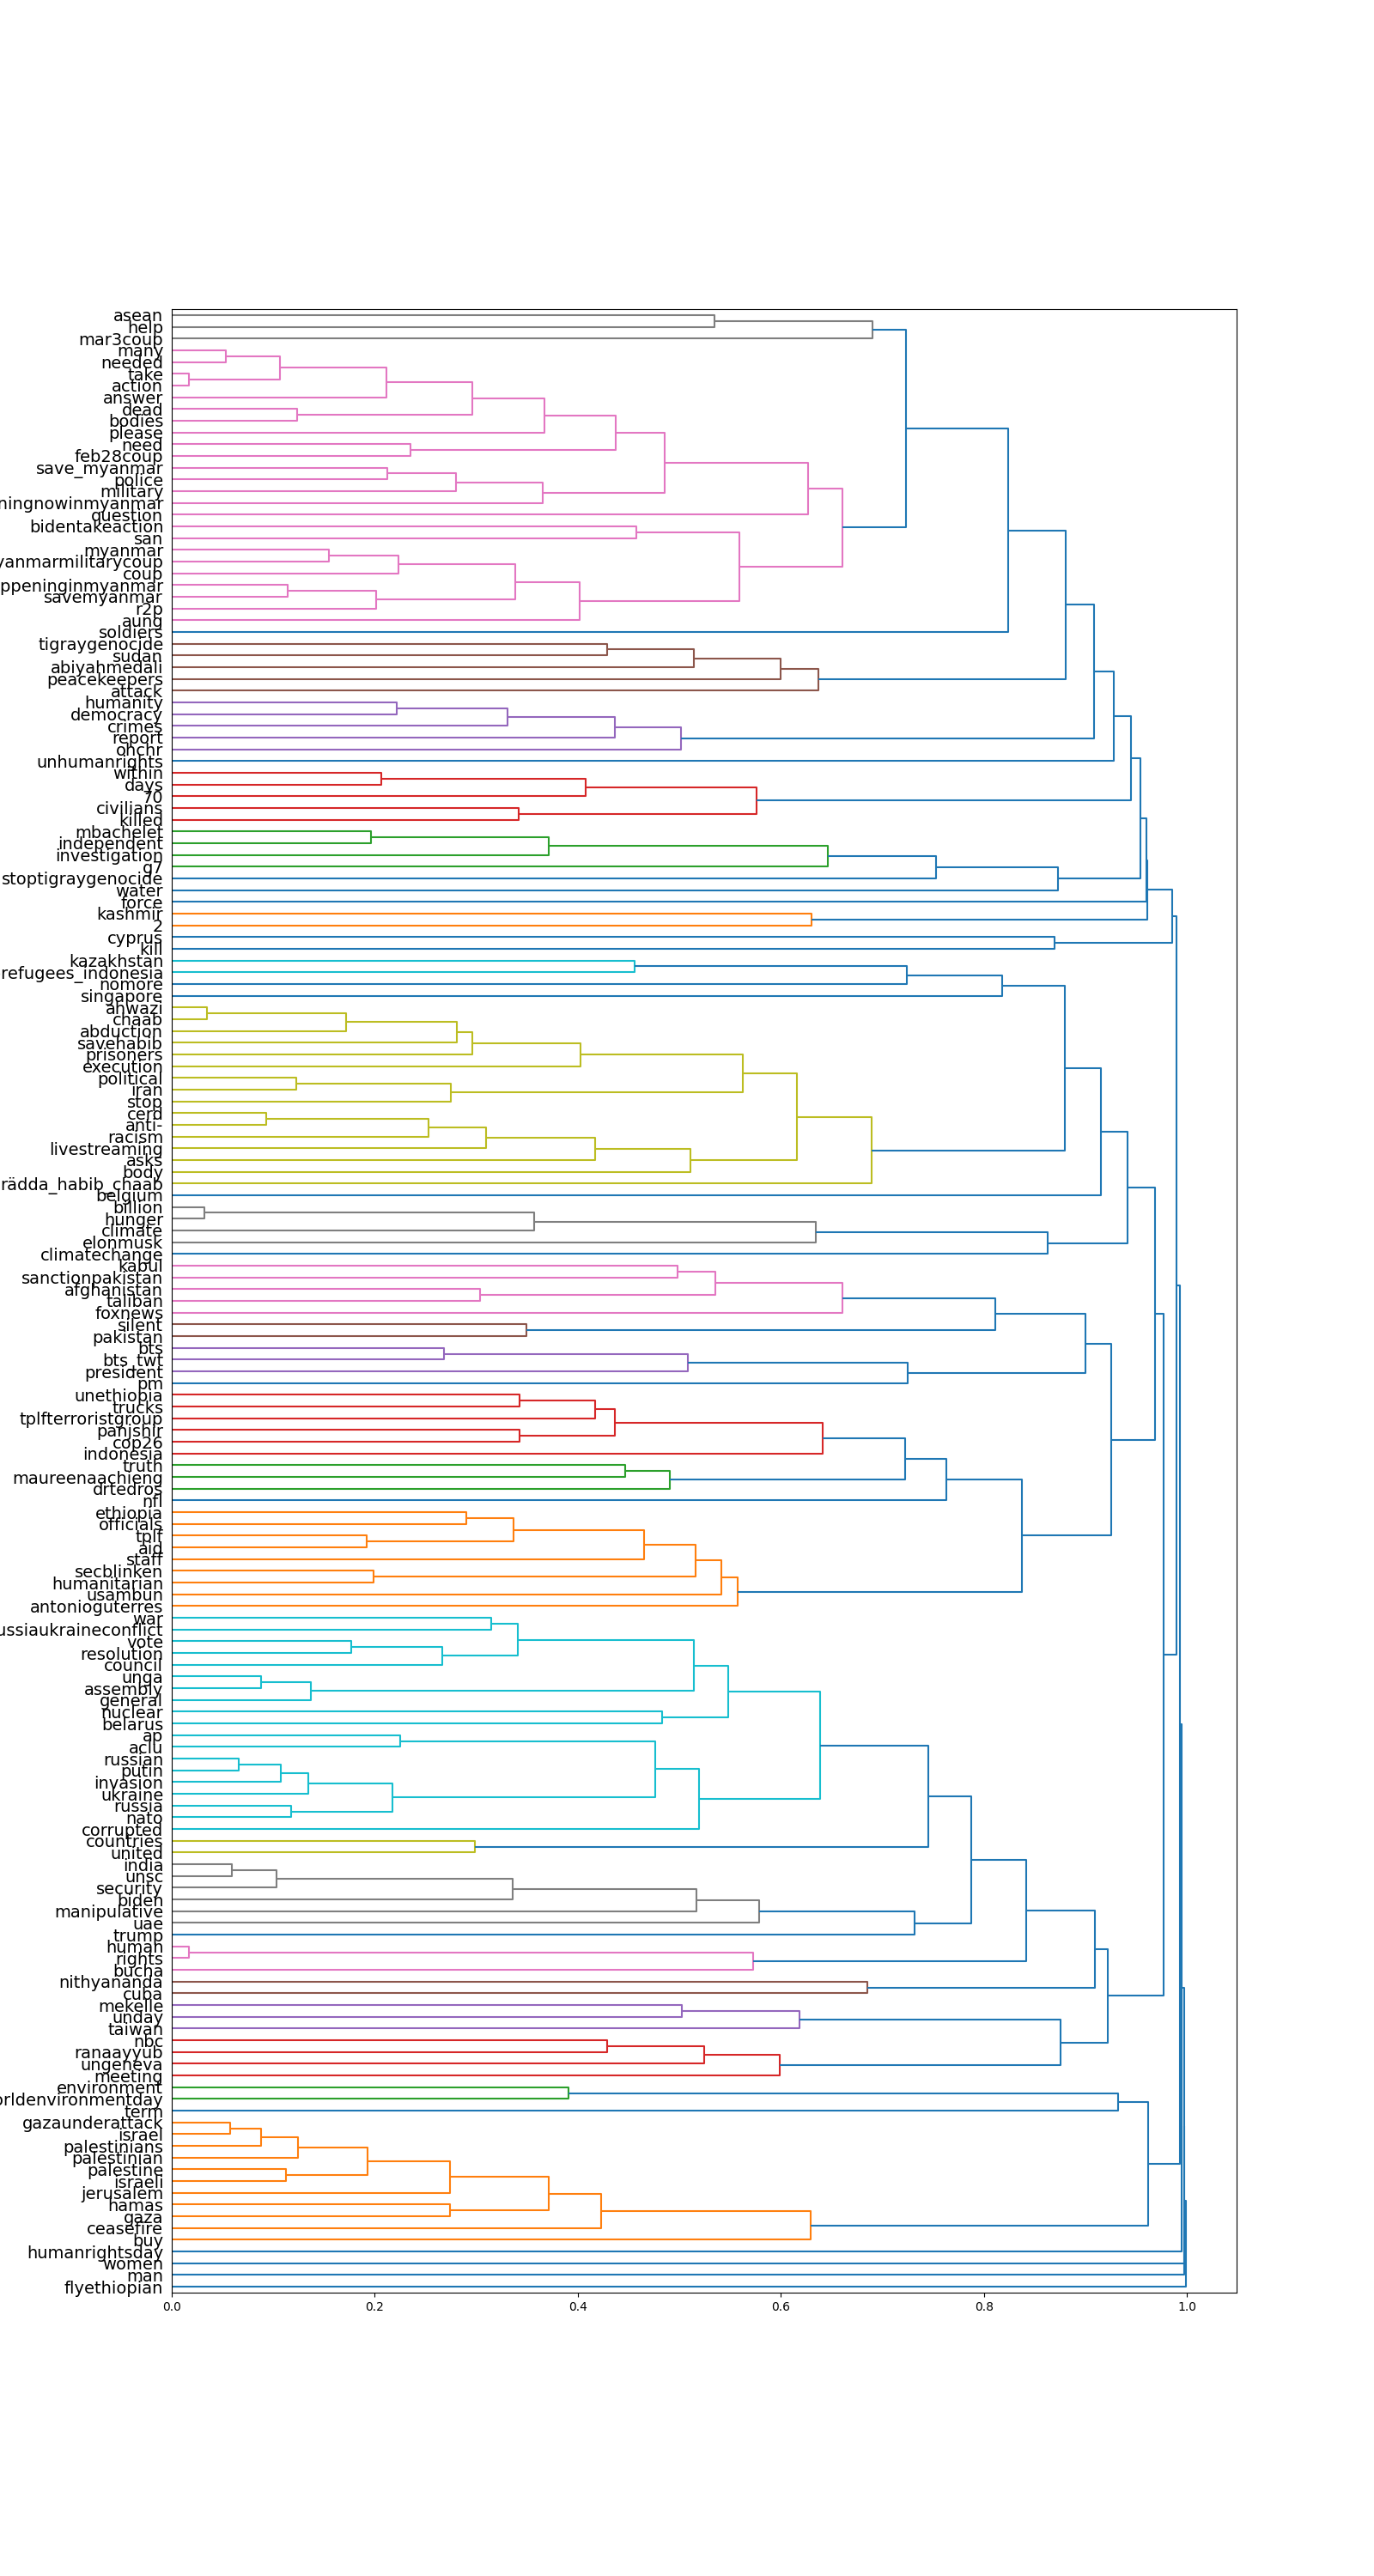 asean
help
mar3coup
many
needed
take
action
answer
dead
bodies
please
need
feb28coup
save_myanmar
police
military
ningnowinmyanmar
question
bidentakeaction
san
myanmar
yanmarmilitarycoup
coup
ppeninginmyanmar
savemyanmar
r2p
aung
soldiers
tigraygenocide
sudan
abiyahmedali
peacekeepers
attack
humanity
democracy
crimes
report
ohchr
unhumanrights
within
days
70
civilians
killed
mbachelet
independent
investigation
g7
stoptigraygenocide
water
force
kashmir
2
cyprus
kill
kazakhstan
refugees_indonesia
nomore
singapore
ahwazi
chaab
abduction
savehabib
prisoners
execution
political
iran
stop
cerd
anti-
racism
livestreaming
asks
body
rädda_habib_chaab
belgium
billion
hunger
climate
elonmusk
climatechange
kabul
sanctionpakistan
afghanistan
taliban
foxnews
silent
pakistan
bts
bts_twt
president
pm
unethiopia
trucks
tplfterroristgroup
panjshir
cop26
indonesia
truth
maureenaachieng
drtedros
nfl
ethiopia
officials
tplf
aid
staff
secblinken
humanitarian
usambun
antonioguterres
war
ussiaukraineconflict
vote
resolution
council
unga
assembly
general
nuclear
belarus
ap
aclu
russian
putin
invasion
ukraine
russia
nato
corrupted
countries
united
india
unsc
security
biden
manipulative
uae
trump
human
rights
bucha
nithyananda
cuba
mekelle
unday
taiwan
nbc
ranaayyub
ungeneva
meeting
environment
orldenvironmentday
term
gazaunderattack
israel
palestinians
palestinian
palestine
israeli
jerusalem
hamas
gaza
ceasefire
buy
humanrightsday
women
man
flyethiopian
0.0 0.2 0.4 0.6 0.8 1.0